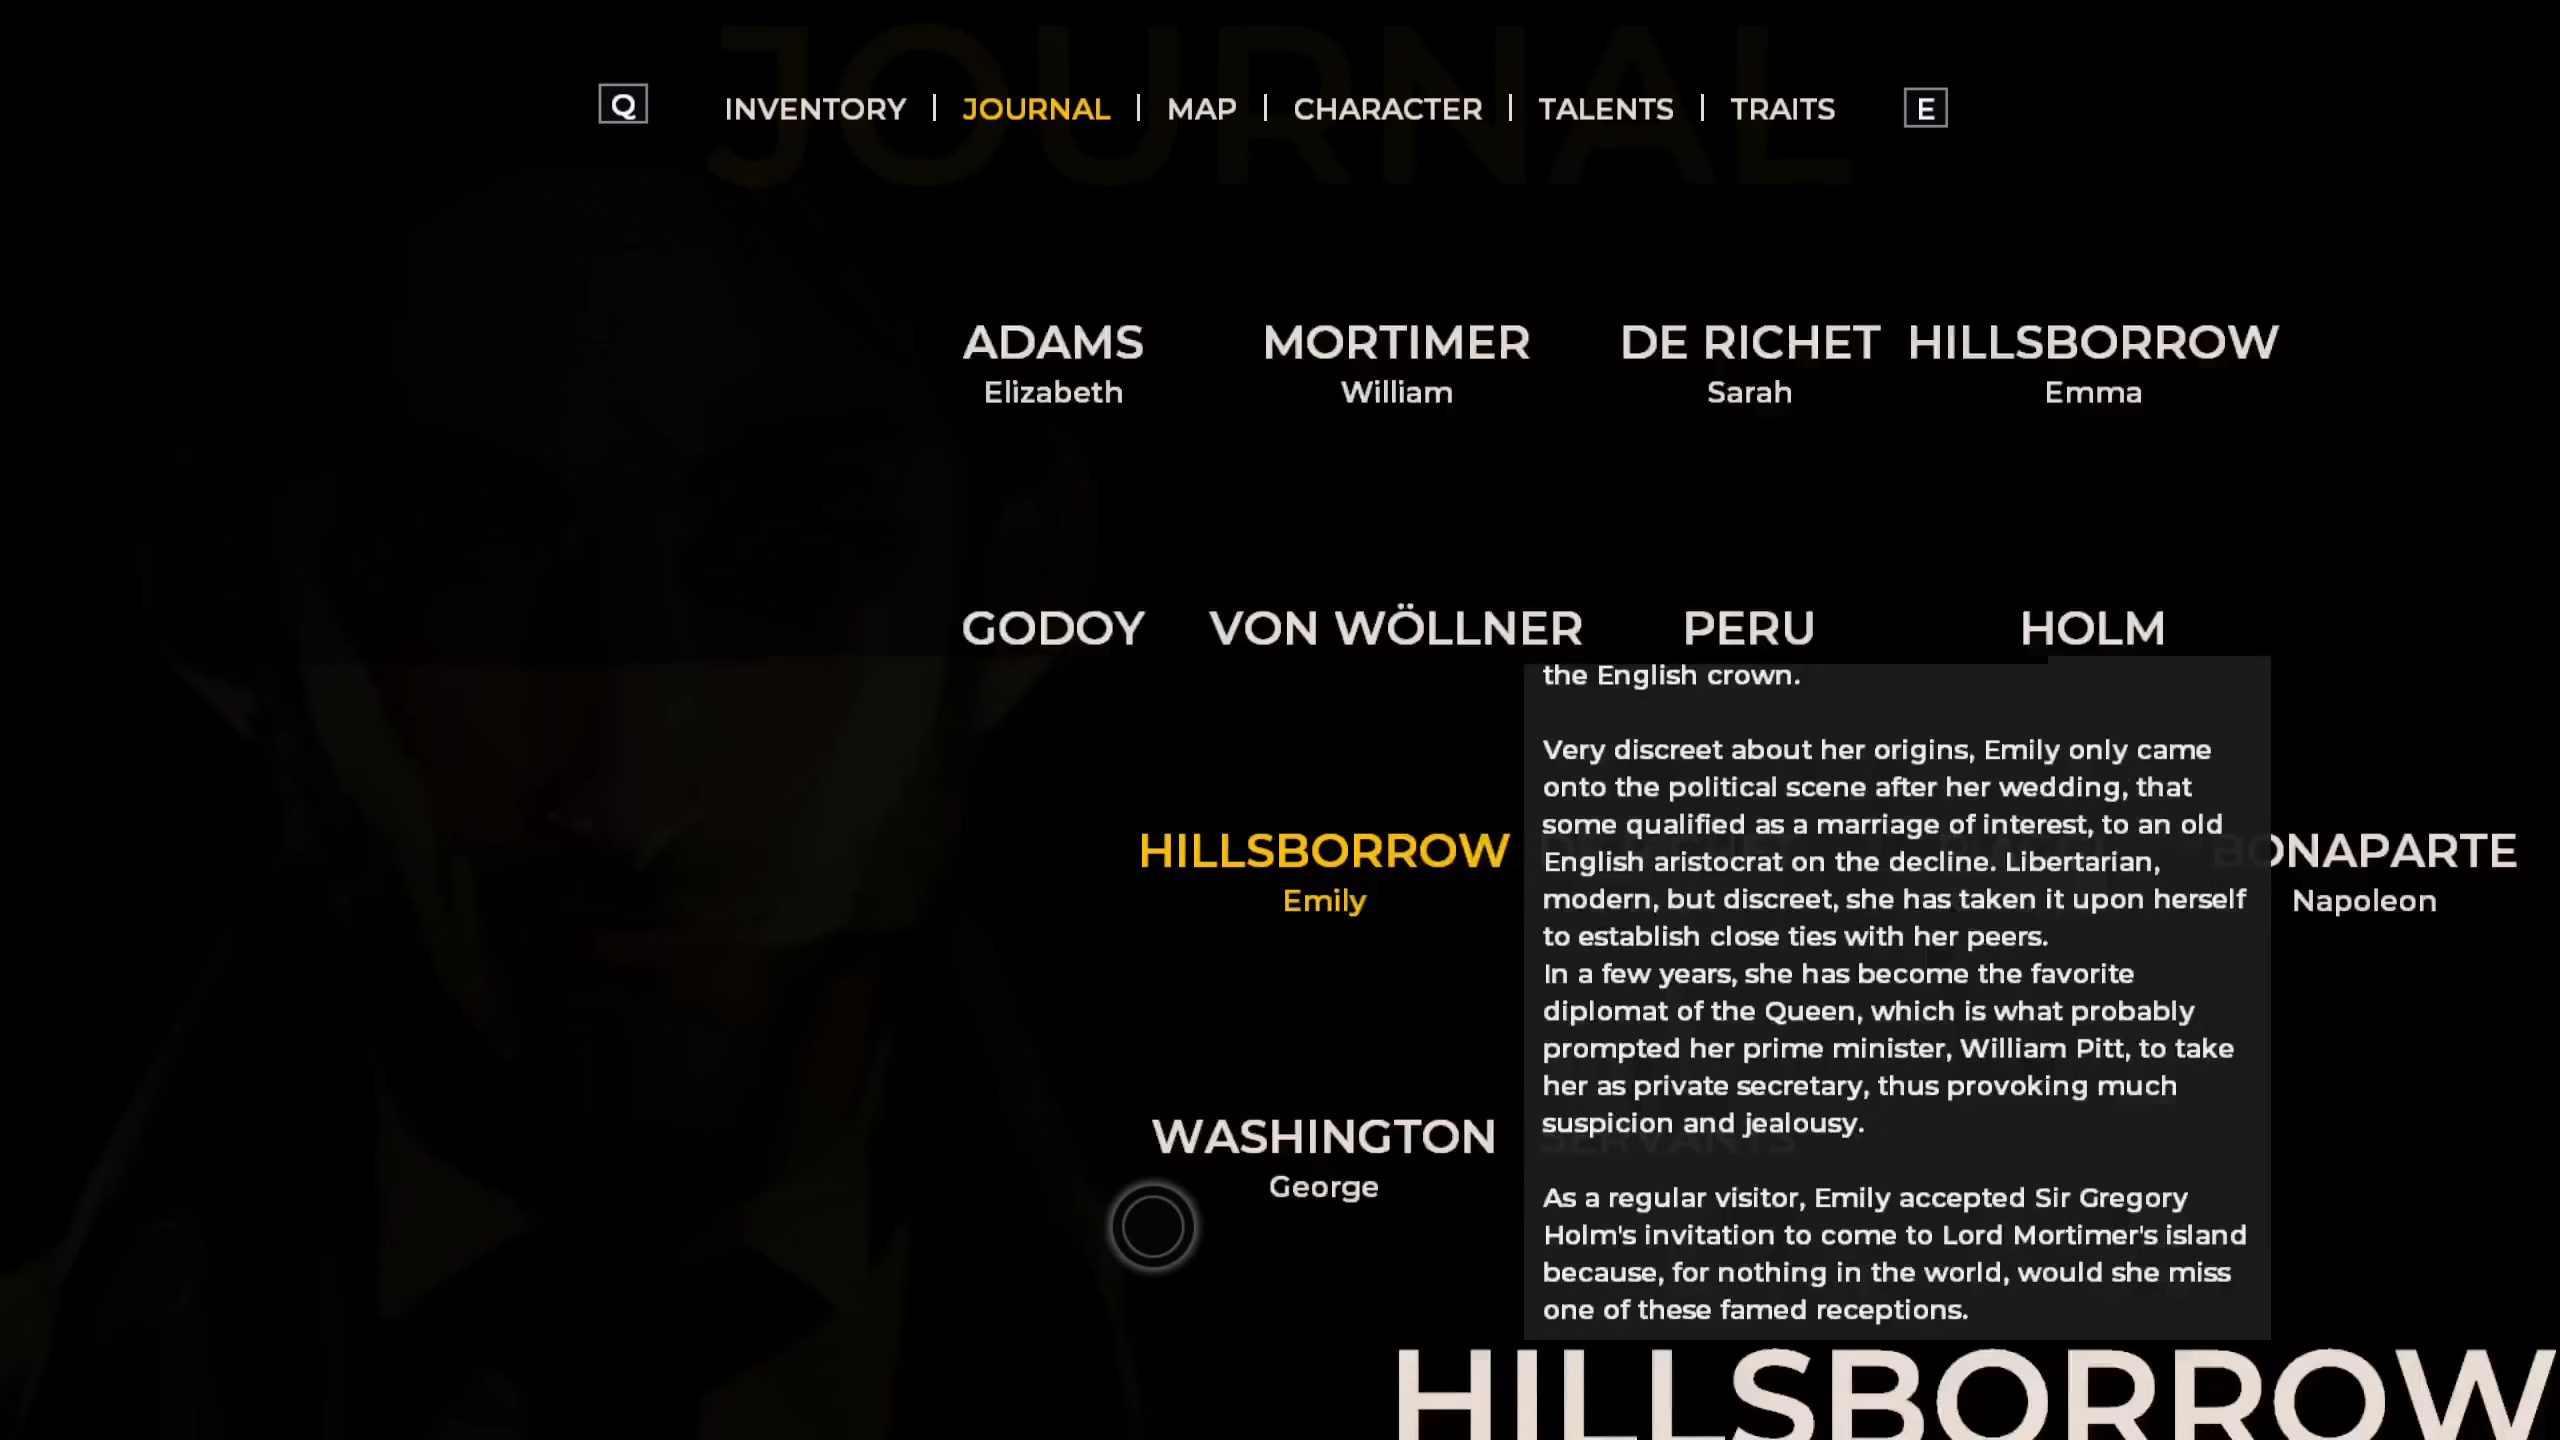 JOURNAL
Q INVENTORY | JOURNAL | MAP | CHARACTER | TALENTS | TRAITS E
ADAMS MORTIMER DE RICHET HILLSBORROW
Elizabeth William Sarah Emma
GODOY VON WÖLLNER PERU HOLM
the English crown.
Very discreet about her origins, Emily only came
onto the political scene after her wedding, that
some qualified as a marriage of interest, to an old
English aristocrat on the decline. Libertarian,
modern, but discreet, she has taken it upon herself
to establish close ties with her peers.
In a few years, she has become the favorite
diplomat of the Queen, which is what probably
prompted her prime minister, William Pitt, to take
her as private secretary, thus provoking much
suspicion and jealousy.
As a regular visitor, Emily accepted Sir Gregory
Holm's invitation to come to Lord Mortimer's island
because, for nothing in the world, would she miss
one of these famed receptions.
HILLSBORROW
Emily
BONAPARTE
Napoleon
WASHINGTON
George
SERVANTS
HILLSBORROW